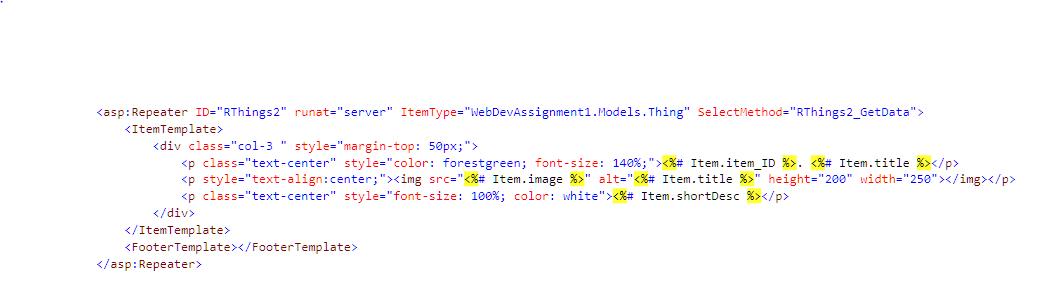 <asp:Repeater ID="RThings2" runat="server" ItemType="WebDevAssignment1.Models.Thing" SelectMethod="RThings2_GetData">
<ItemTemplate>
<div class="col-3 " style="margin-top: 50px;">
<p class="text-center" style="color: forestgreen; font-size: 140%;"><%# Item.item_ID %>. <%# Item.title %></p>
<p style="text-align:center;"><img src="<%# Item.image %>" alt="<%# Item.title %>" height="200" width="250"></img></p>
<p class="text-center" style="font-size: 100%; color: white"><%# Item.shortDesc %></p>
</div>
</ItemTemplate>
<FooterTemplate></FooterTemplate>
</asp:Repeater>